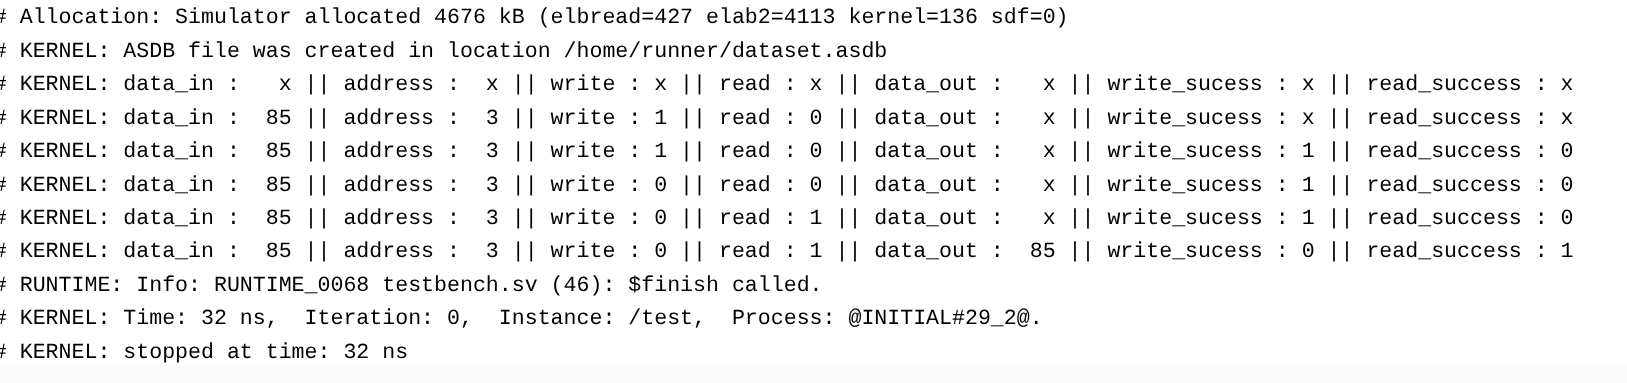 # Allocation: Simulator allocated 4676 kB (elbread=427 elab2=4113 kernel=136 sdf=0)
# KERNEL: ASDB file was created in location /home/runner/dataset.asdb
# KERNEL: data_in :   x || address :  x || write : x || read : x || data_out :   x || write_sucess : x || read_success : x
# KERNEL: data_in :  85 || address :  3 || write : 1 || read : 0 || data_out :   x || write_sucess : x || read_success : x
# KERNEL: data_in :  85 || address :  3 || write : 1 || read : 0 || data_out :   x || write_sucess : 1 || read_success : 0
# KERNEL: data_in :  85 || address :  3 || write : 0 || read : 0 || data_out :   x || write_sucess : 1 || read_success : 0
# KERNEL: data_in :  85 || address :  3 || write : 0 || read : 1 || data_out :   x || write_sucess : 1 || read_success : 0
# KERNEL: data_in :  85 || address :  3 || write : 0 || read : 1 || data_out :  85 || write_sucess : 0 || read_success : 1
# RUNTIME: Info: RUNTIME_0068 testbench.sv (46): $finish called.
# KERNEL: Time: 32 ns,  Iteration: 0,  Instance: /test,  Process: @INITIAL#29_2@.
# KERNEL: stopped at time: 32 ns